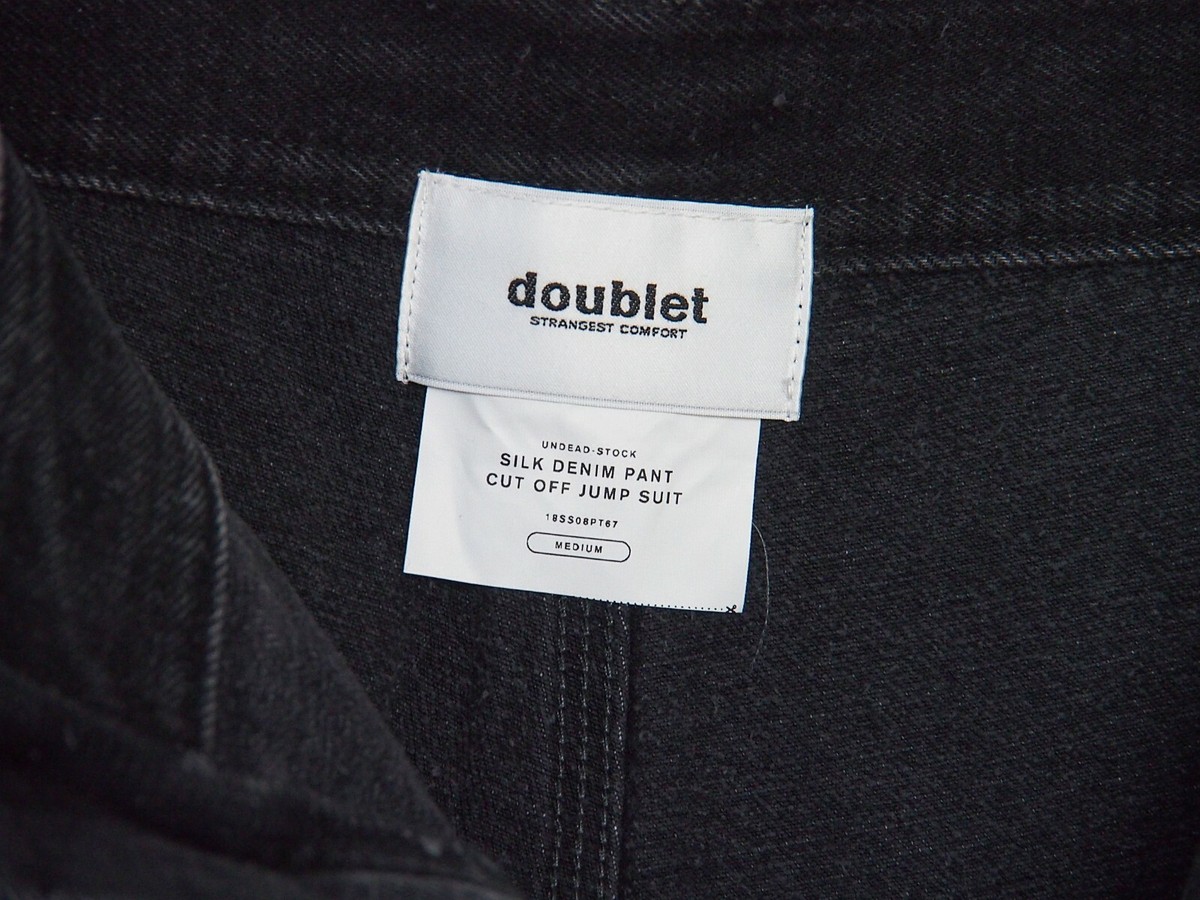 doublet
STRANGEST COMFORT
UNDEAD-STOCK
SILK DENIM PANT
CUT OFF JUMP SUIT
18SS08PT67
MEDIUM